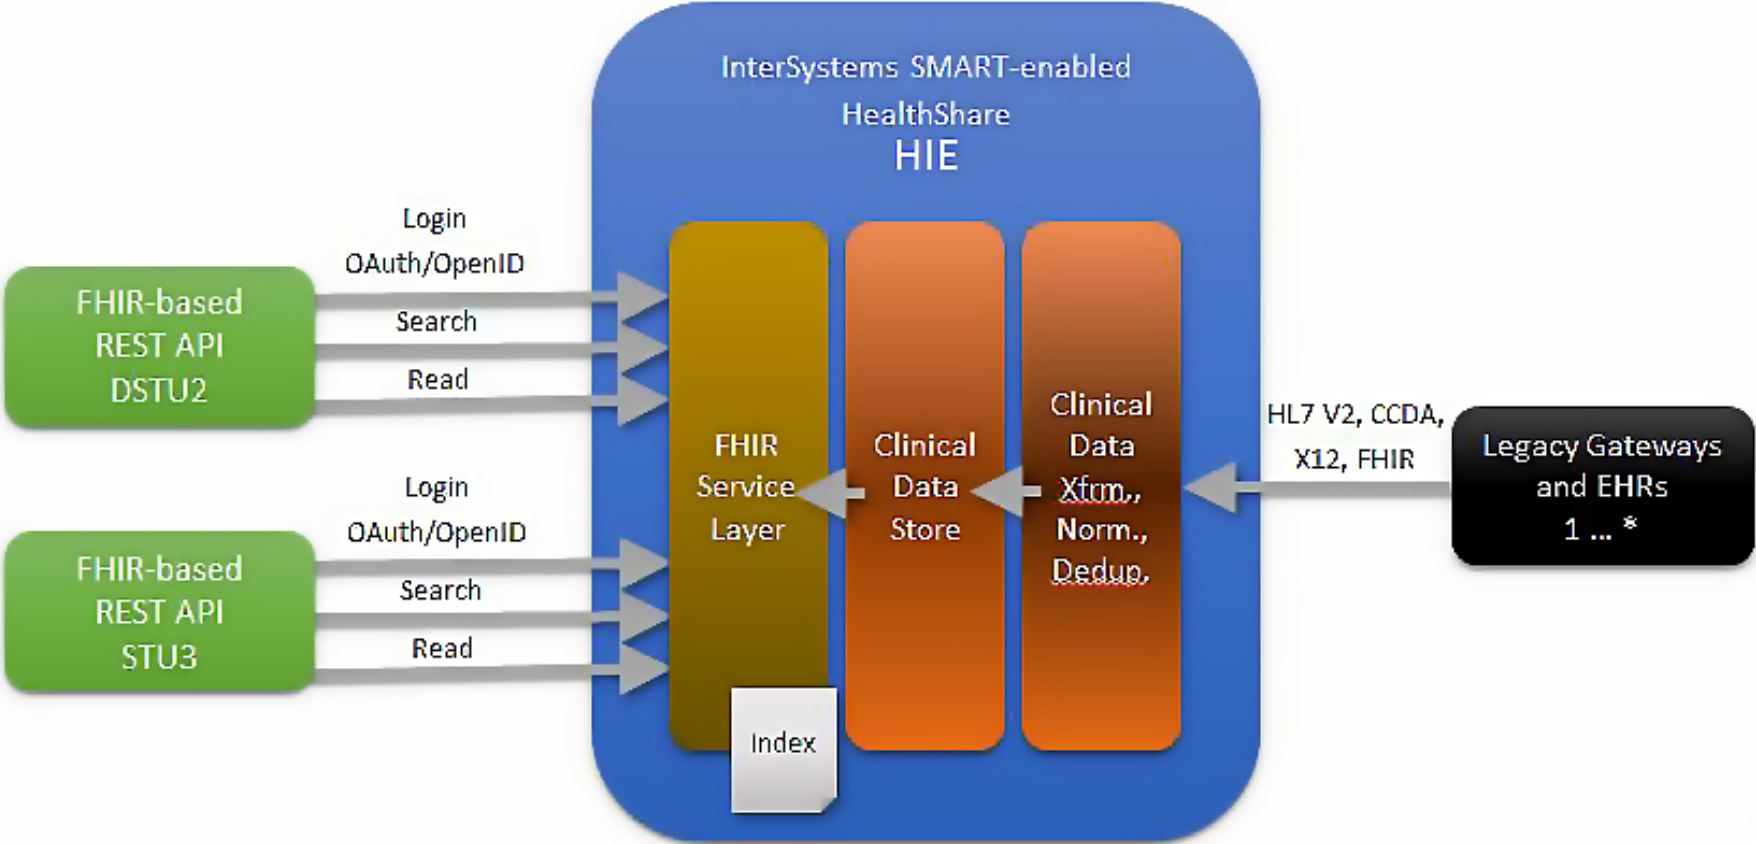 InterSystems SMART-enabled
HealthShare
HIE
Login
OAuth/OpenID
Search
Read
FHIR-based
REST API
DSTU2
Login
OAuth/OpenID
Search
Read
FHIR-based
REST API
STU3
FHIR
Service
Layer
Index
Clinical
Data
Store
Clinical
Data
Xfrm.,
Norm.,
Dedup.
HL7 V2, CCDA,
X12, FHIR
Legacy Gateways
and EHRs
1 ... *